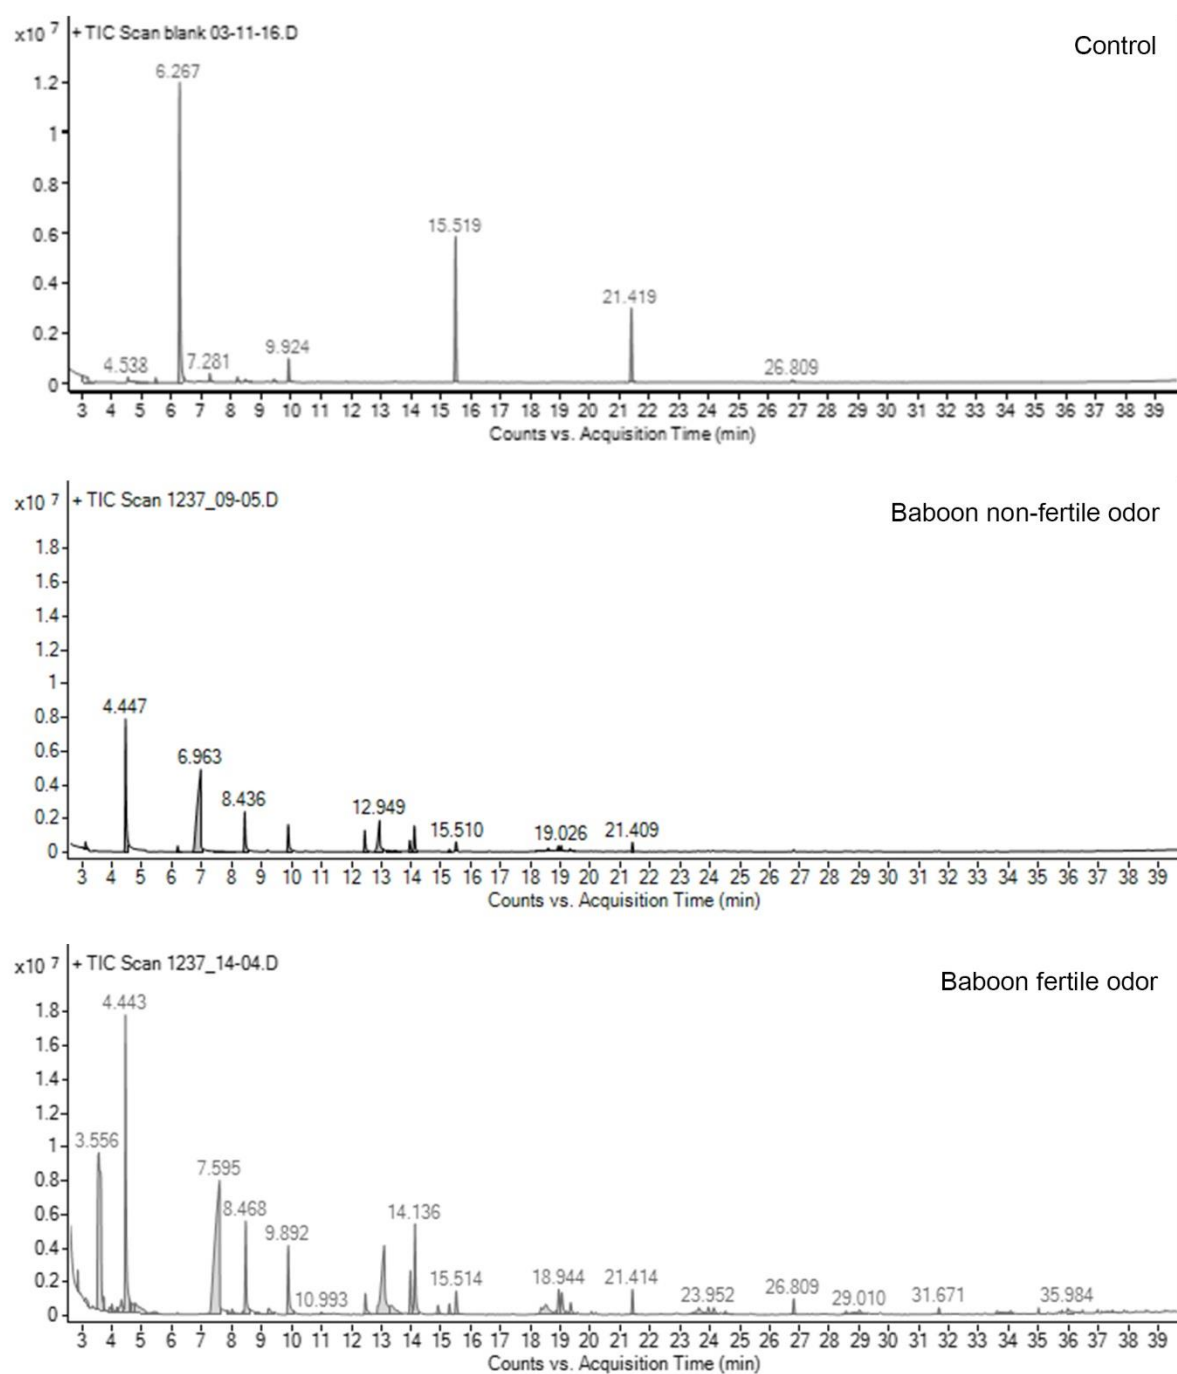 x10 7 + TIC Scan blank 03-11-16.D
Control
6.267
1.2
1
0.8
0.6
0.4
0.2
0
15.519
21.419
4.538 7.281 9.924 26.809
3 4 5 6 7 8 9 10 11 12 13 14 15 16 17 18 19 20 21 22 23 24 25 26 27 28 29 30 31 32 33 34 35 36 37 38 39
Counts vs. Acquisition Time (min)
x10 7 + TIC Scan 1237_09-05.D
Baboon non-fertile odor
1.8
1.6
1.4
1.2
1
0.8
0.6
0.4
0.2
0
4.447
6.963
8.436 12.949
15.510 19.026 21.409
3 4 5 6 7 8 9 10 11 12 13 14 15 16 17 18 19 20 21 22 23 24 25 26 27 28 29 30 31 32 33 34 35 36 37 38 39
Counts vs. Acquisition Time (min)
x10 7 + TIC Scan 1237_14-04.D
Baboon fertile odor
1.8
1.6
1.4
1.2
1
0.8
0.6
0.4
0.2
0
4.443
3.556
7.595
8.468 14.136
9.892
10.993 15.514 18.944 21.414 23.952 26.809 29.010 31.671 35.984
3 4 5 6 7 8 9 10 11 12 13 14 15 16 17 18 19 20 21 22 23 24 25 26 27 28 29 30 31 32 33 34 35 36 37 38 39
Counts vs. Acquisition Time (min)